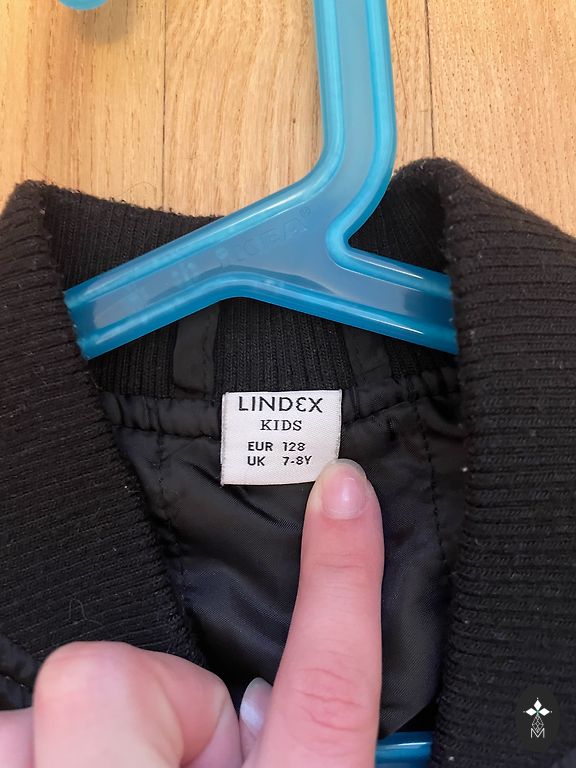 LINDEX
KIDS
EUR 128
UK 7-8Y